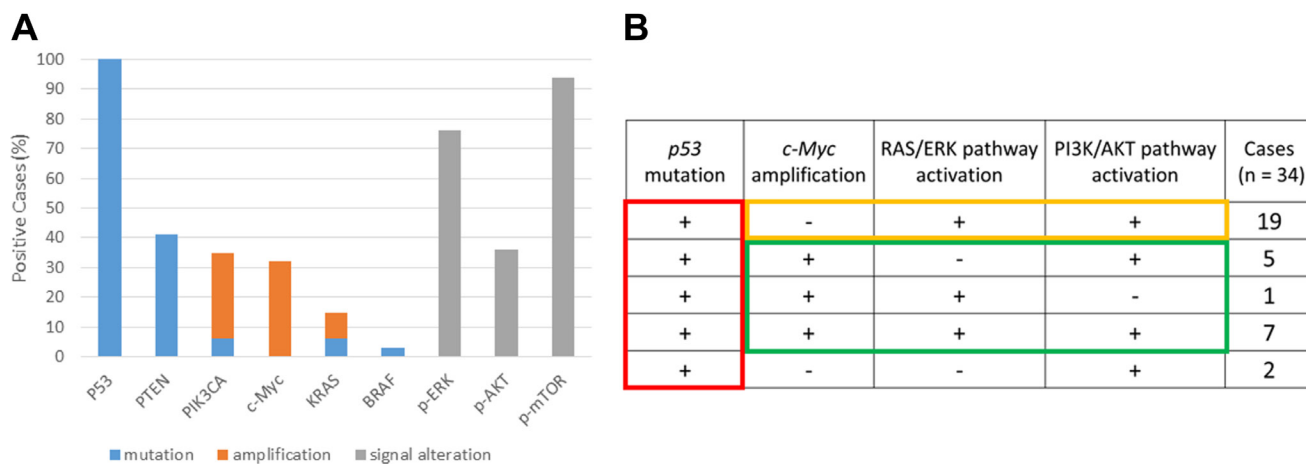 A
Positive Cases (%)
100
90
80
70
60
50
40
30
20
10
0
P53
PTEN
PIK3CA
c-Myc
KRAS
BRAF
p-ERK
p-AKT
p-mTOR
mutation amplification signal alteration
B
p53 mutation c-Myc amplification RAS/ERK pathway activation PI3K/AKT pathway activation Cases (n = 34)
+ - + + 19
+ + - + 5
+ + + - 1
+ + + + 7
+ - - + 2